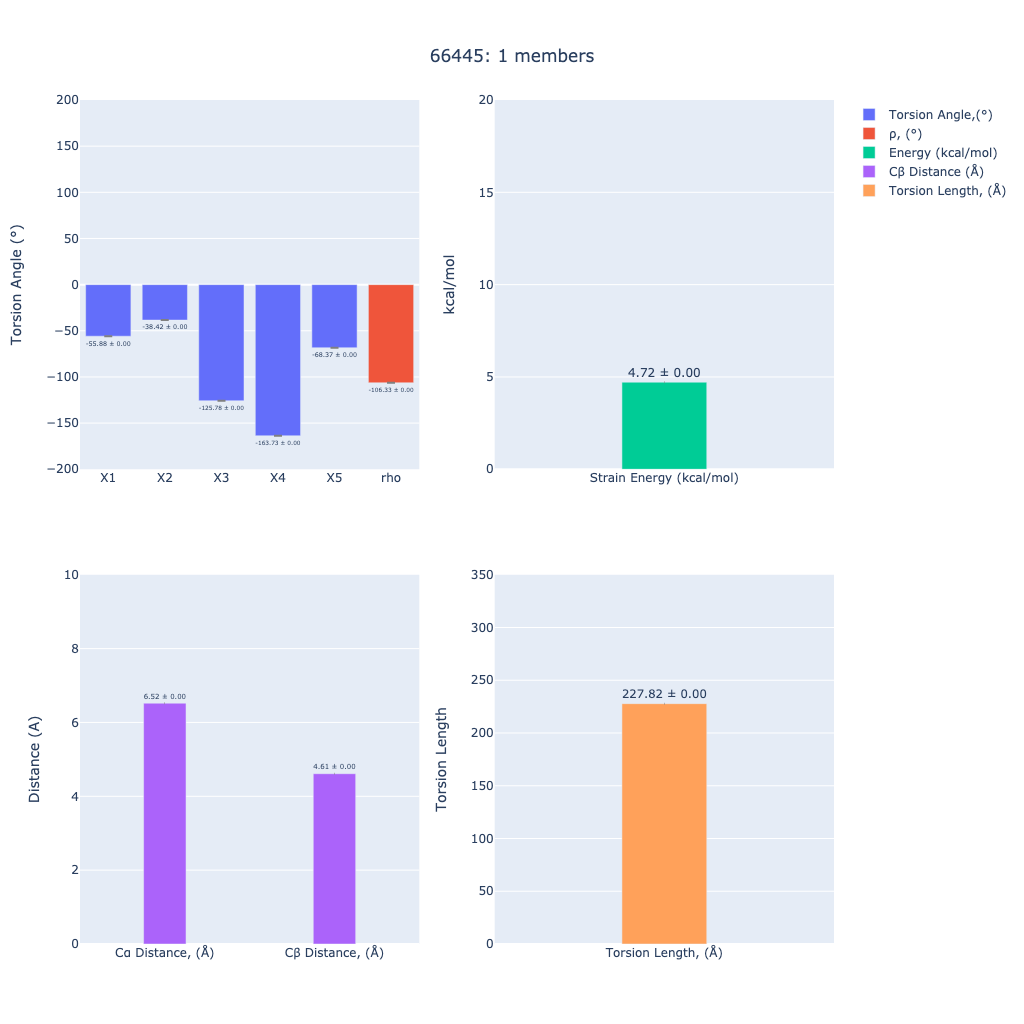 66445: 1 members
Torsion Angle (°)
200
150
100
50
0
−50
−100
−150
−200
-55.88 ± 0.00
-38.42 ± 0.00
-125.78 ± 0.00
-163.73 ± 0.00
-68.37 ± 0.00
-106.33 ± 0.00
X1 X2 X3 X4 X5 rho
kcal/mol
20
15
10
5
0
4.72 ± 0.00
Strain Energy (kcal/mol)
Torsion Angle,(°)
ρ, (°)
Energy (kcal/mol)
Cβ Distance (Å)
Torsion Length, (Å)
Distance (A)
10
8
6
4
2
0
6.52 ± 0.00
4.61 ± 0.00
Cα Distance, (Å) Cβ Distance, (Å)
Torsion Length
350
300
250
200
150
100
50
0
227.82 ± 0.00
Torsion Length, (Å)